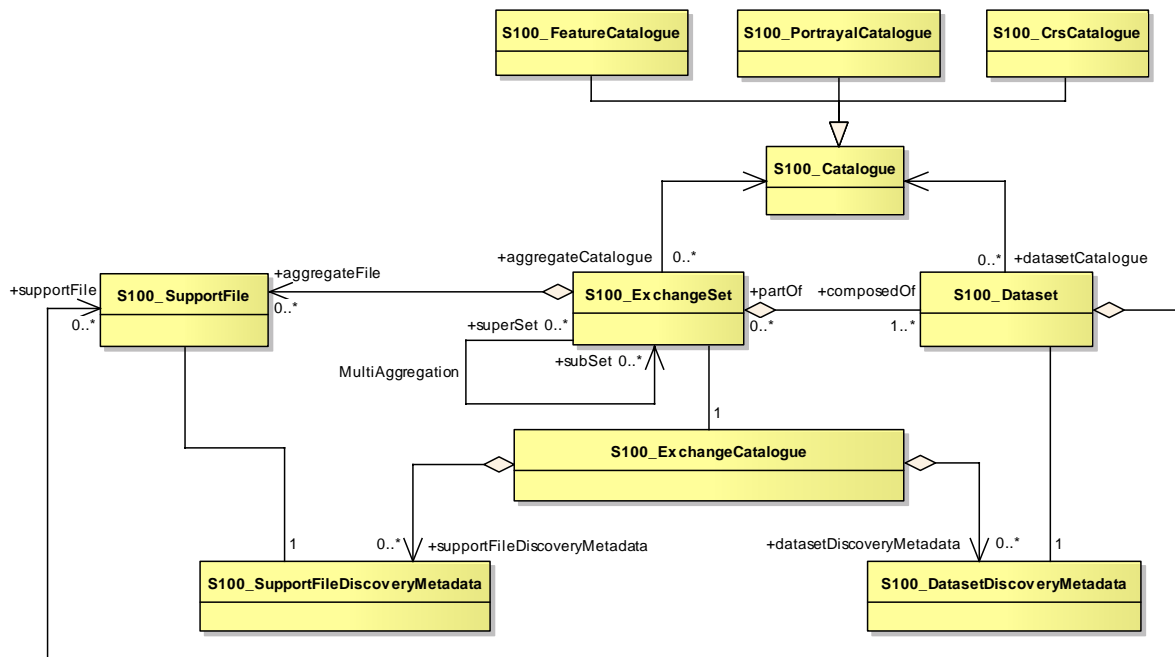 S100_FeatureCatalogue
S100_PortrayalCatalogue
S100_CrsCatalogue
S100_Catalogue
+aggregateCatalogue
0..*
0..*
+datasetCatalogue
+supportFile
0..*
S100_SupportFile
+aggregateFile
0..*
S100_ExchangeSet
+partOf
0..*
+composedOf
1..*
S100_Dataset
+superSet 0..*
+subSet 0..*
MultiAggregation
1
S100_ExchangeCatalogue
1
0..*
+supportFileDiscoveryMetadata
+datasetDiscoveryMetadata
0..*
1
S100_SupportFileDiscoveryMetadata
S100_DatasetDiscoveryMetadata